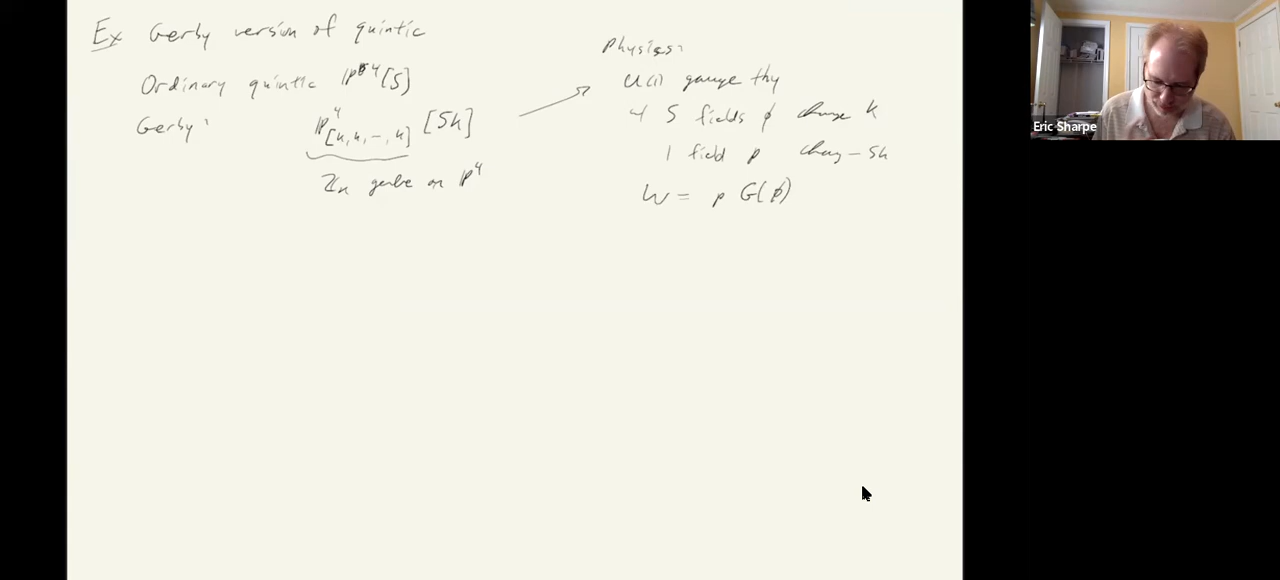 Ex Gerby version of quintic
Ordinary quintic P^4[5]
Gerby: P^4_{[k,k,-,k]} [5k]
Z_k gerbe on P^4
Physics:
U(1) gauge thy
5 fields φ charge k
1 field p charg - 5k
W = p G(φ)
Eric Sharpe